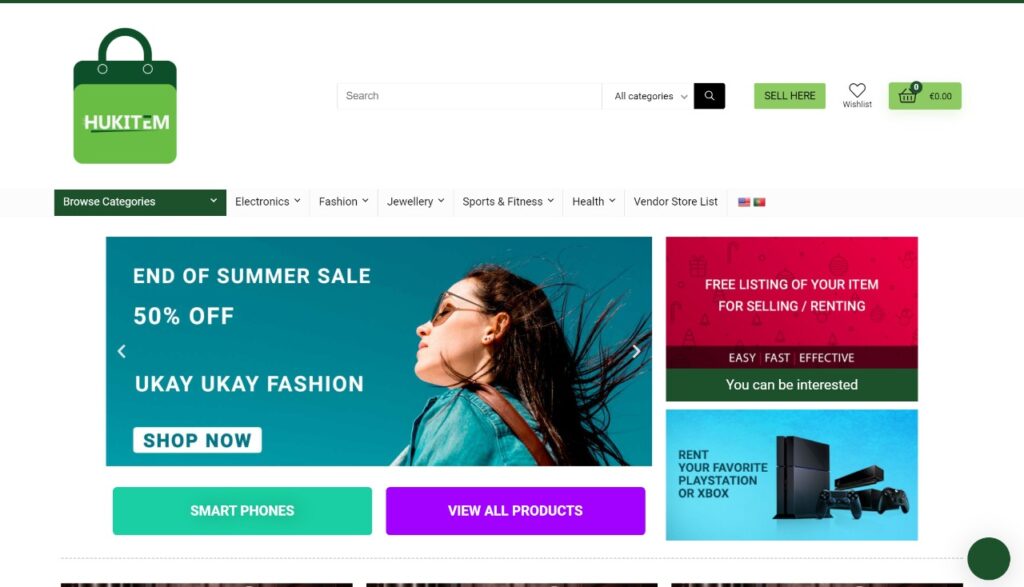 HUKITEM
Search
All categories
SELL HERE
Wishlist
0
€0.00
Browse Categories
Electronics
Fashion
Jewellery
Sports & Fitness
Health
Vendor Store List
END OF SUMMER SALE
50% OFF
UKAY UKAY FASHION
SHOP NOW
FREE LISTING OF YOUR ITEM
FOR SELLING / RENTING
EASY | FAST | EFFECTIVE
You can be interested
RENT
YOUR FAVORITE
PLAYSTATION
OR XBOX
SMART PHONES
VIEW ALL PRODUCTS